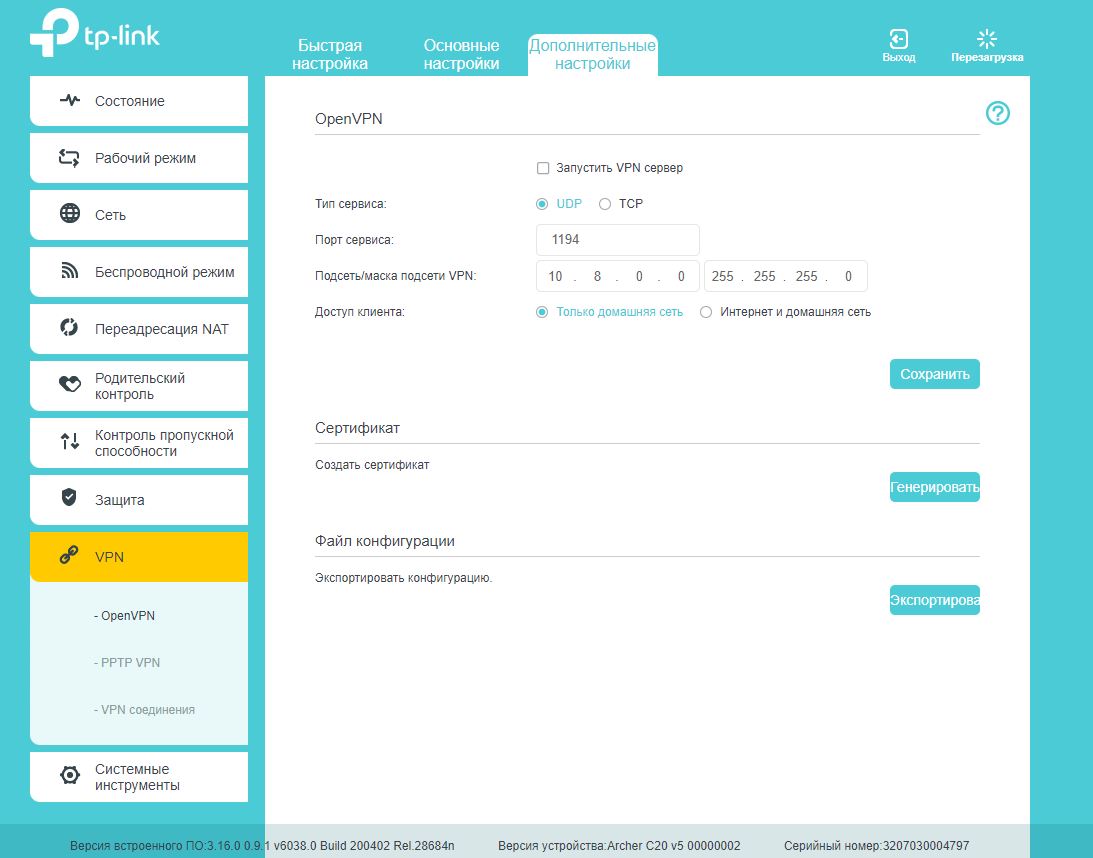 tp-link
Быстрая
настройка
Основные
настройки
Дополнительные
настройки
Выход
Перезагрузка
Состояние
Рабочий режим
Сеть
Беспроводной режим
Переадресация NAT
Родительский
контроль
Контроль пропускной
способности
Защита
VPN
- OpenVPN
- PPTP VPN
- VPN соединения
Системные
инструменты
OpenVPN
?
Запустить VPN сервер
Тип сервиса: UDP TCP
Порт сервиса: 1194
Подсеть/маска подсети VPN: 10 . 8 . 0 . 0 255 . 255 . 255 . 0
Доступ клиента: Только домашняя сеть Интернет и домашняя сеть
Сохранить
Сертификат
Создать сертификат
Генерировать
Файл конфигурации
Экспортировать конфигурацию.
Экспортирова
Версия встроенного ПО:3.16.0 0.9.1 v6038.0 Build 200402 Rel.28684n Версия устройства:Archer C20 v5 00000002 Серийный номер:3207030004797